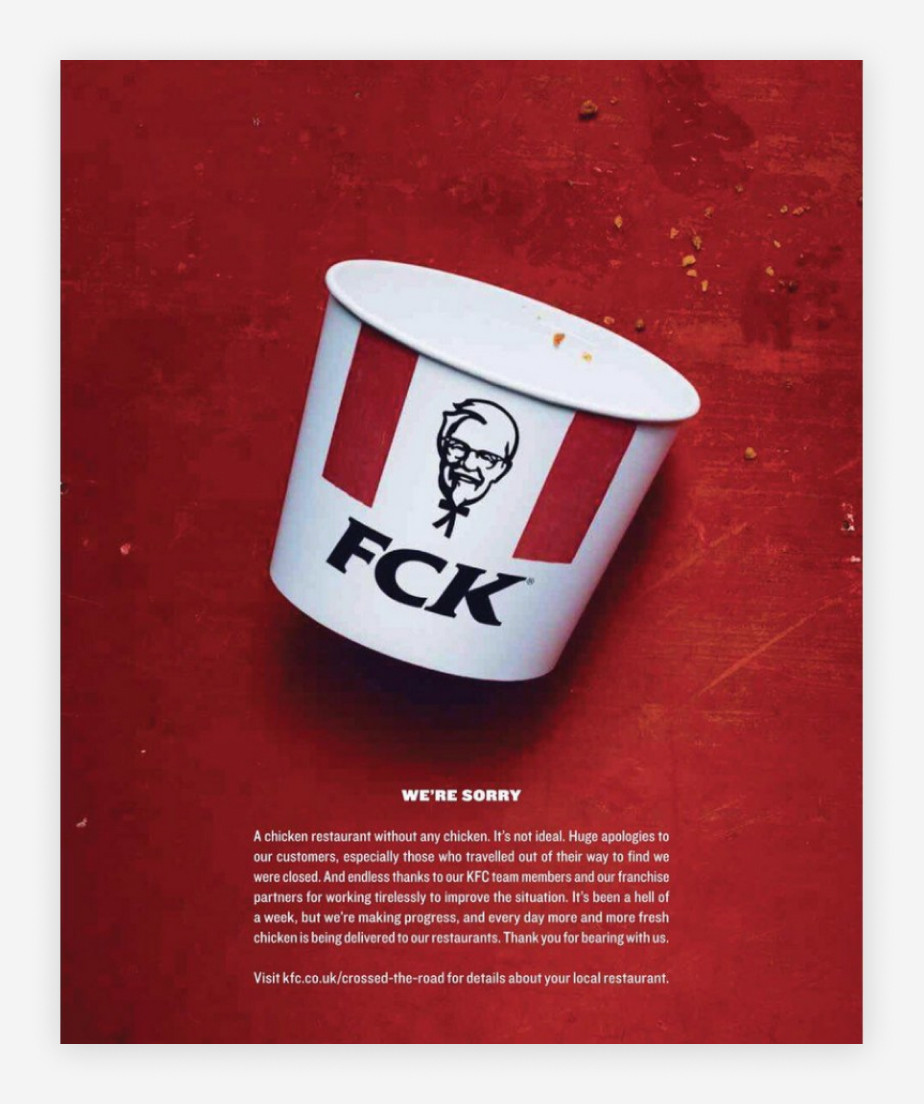 FCK®
WE'RE SORRY
A chicken restaurant without any chicken. It's not ideal. Huge apologies to
our customers, especially those who travelled out of their way to find we
were closed. And endless thanks to our KFC team members and our franchise
partners for working tirelessly to improve the situation. It's been a hell of
a week, but we're making progress, and every day more and more fresh
chicken is being delivered to our restaurants. Thank you for bearing with us.
Visit kfc.co.uk/crossed-the-road for details about your local restaurant.